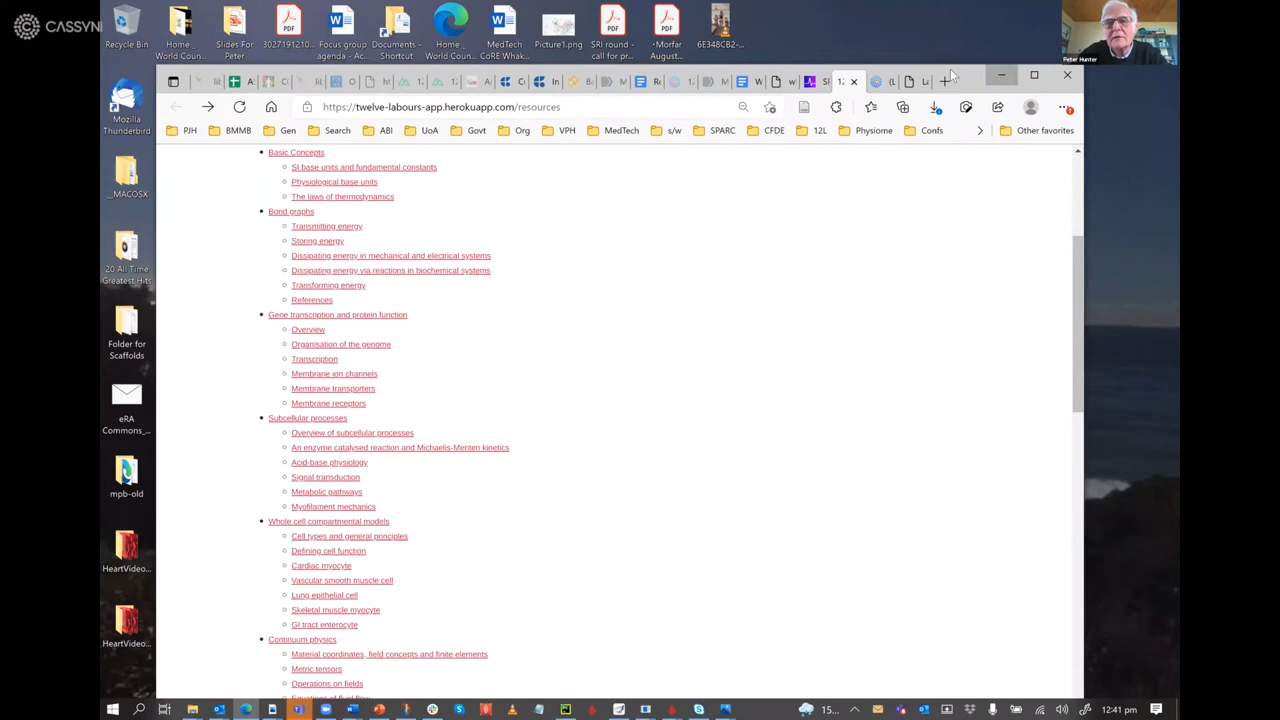 CASSYNI
Recycle Bin
Home_
World Coun...
Slides For
Peter
3027191210...
Focus group
agenda - Ac...
Documents -
Shortcut
Home_
World Coun...
MedTech
CoRE Whak...
Picture1.png
SRI round -
call for pr...
•Morfar
August...
6E348CB2-...
Peter Hunter
Mozilla
Thunderbird
_MACOSX
20 All Time
Greatest Hits
Folder for
Scaffolds
eRA
Commons_...
mpb-old
HeartVideo...
HeartVideo...
https://twelve-labours-app.herokuapp.com/resources
PJH
BMMB
Gen
Search
ABI
UoA
Govt
Org
VPH
MedTech
s/w
SPARC
CFDE
12L
Physiome
Confs
Other favorites
Basic Concepts
SI base units and fundamental constants
Physiological base units
The laws of thermodynamics
Bond graphs
Transmitting energy
Storing energy
Dissipating energy in mechanical and electrical systems
Dissipating energy via reactions in biochemical systems
Transforming energy
References
Gene transcription and protein function
Overview
Organisation of the genome
Transcription
Membrane ion channels
Membrane transporters
Membrane receptors
Subcellular processes
Overview of subcellular processes
An enzyme catalysed reaction and Michaelis-Menten kinetics
Acid-base physiology
Signal transduction
Metabolic pathways
Myofilament mechanics
Whole cell compartmental models
Cell types and general principles
Defining cell function
Cardiac myocyte
Vascular smooth muscle cell
Lung epithelial cell
Skeletal muscle myocyte
GI tract enterocyte
Continuum physics
Material coordinates, field concepts and finite elements
Metric tensors
Operations on fields
Equations of fluid flow
15...
12:41 pm